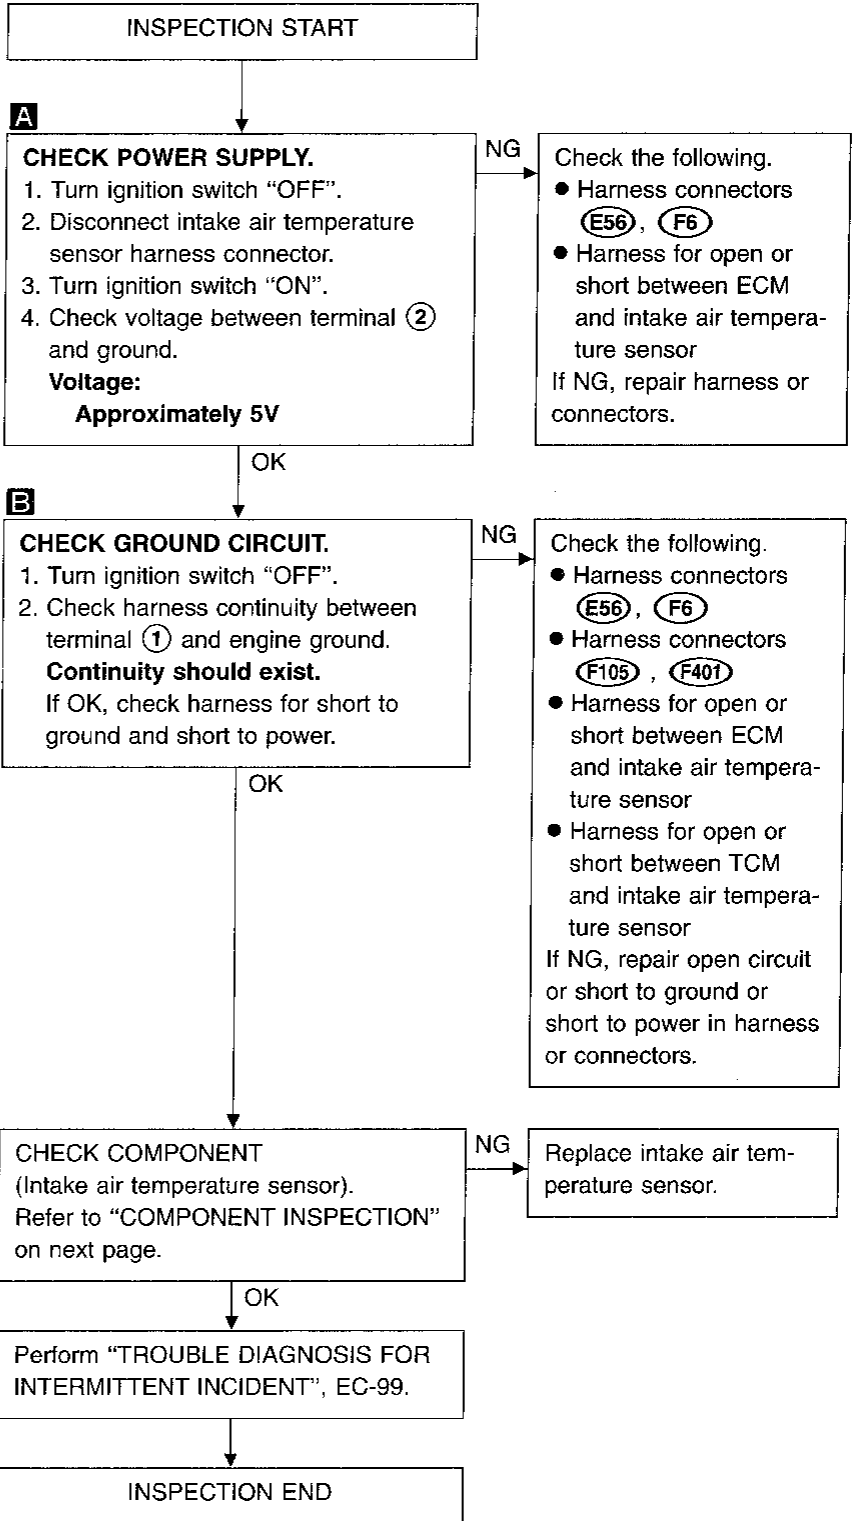 INSPECTION START
A
CHECK POWER SUPPLY.
1. Turn ignition switch “OFF”.
2. Disconnect intake air temperature
sensor harness connector.
3. Turn ignition switch “ON”.
4. Check voltage between terminal ②
and ground.
Voltage:
Approximately 5V
NG
Check the following.
● Harness connectors
E56 , F6
● Harness for open or
short between ECM
and intake air tempera-
ture sensor
If NG, repair harness or
connectors.
OK
B
CHECK GROUND CIRCUIT.
1. Turn ignition switch “OFF”.
2. Check harness continuity between
terminal ① and engine ground.
Continuity should exist.
If OK, check harness for short to
ground and short to power.
NG
Check the following.
● Harness connectors
E56 , F6
● Harness connectors
F105 , F401
● Harness for open or
short between ECM
and intake air tempera-
ture sensor
● Harness for open or
short between TCM
and intake air tempera-
ture sensor
If NG, repair open circuit
or short to ground or
short to power in harness
or connectors.
OK
CHECK COMPONENT
(Intake air temperature sensor).
Refer to “COMPONENT INSPECTION”
on next page.
NG
Replace intake air tem-
perature sensor.
OK
Perform “TROUBLE DIAGNOSIS FOR
INTERMITTENT INCIDENT”, EC-99.
INSPECTION END